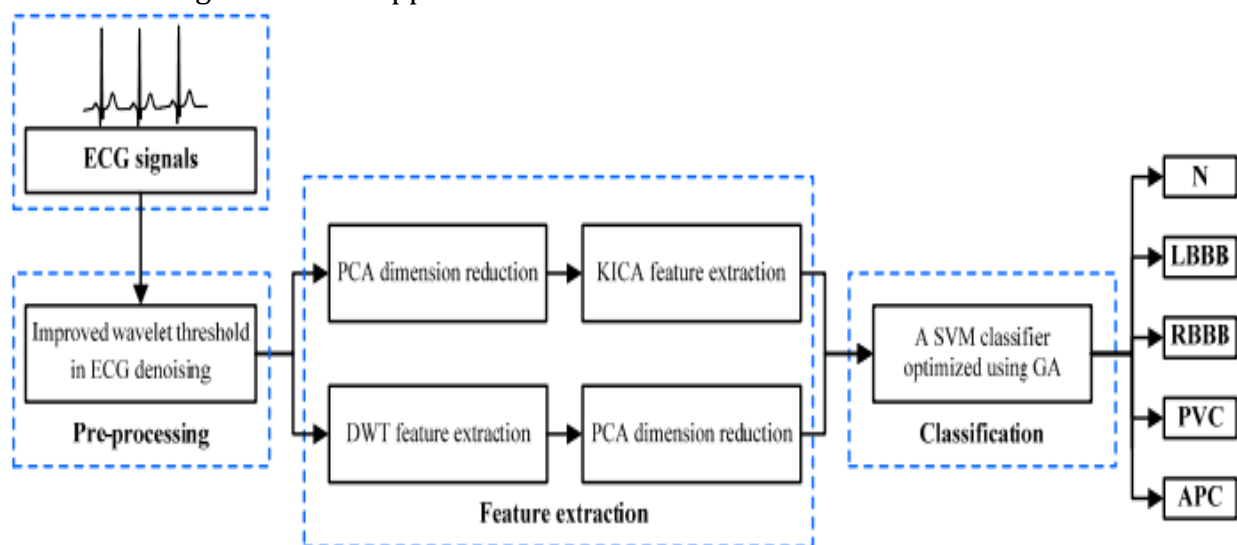 ECG signals
Improved wavelet threshold
in ECG denoising
Pre-processing
PCA dimension reduction
KICA feature extraction
DWT feature extraction
PCA dimension reduction
Feature extraction
A SVM classifier
optimized using GA
Classification
N
LBBB
RBBB
PVC
APC